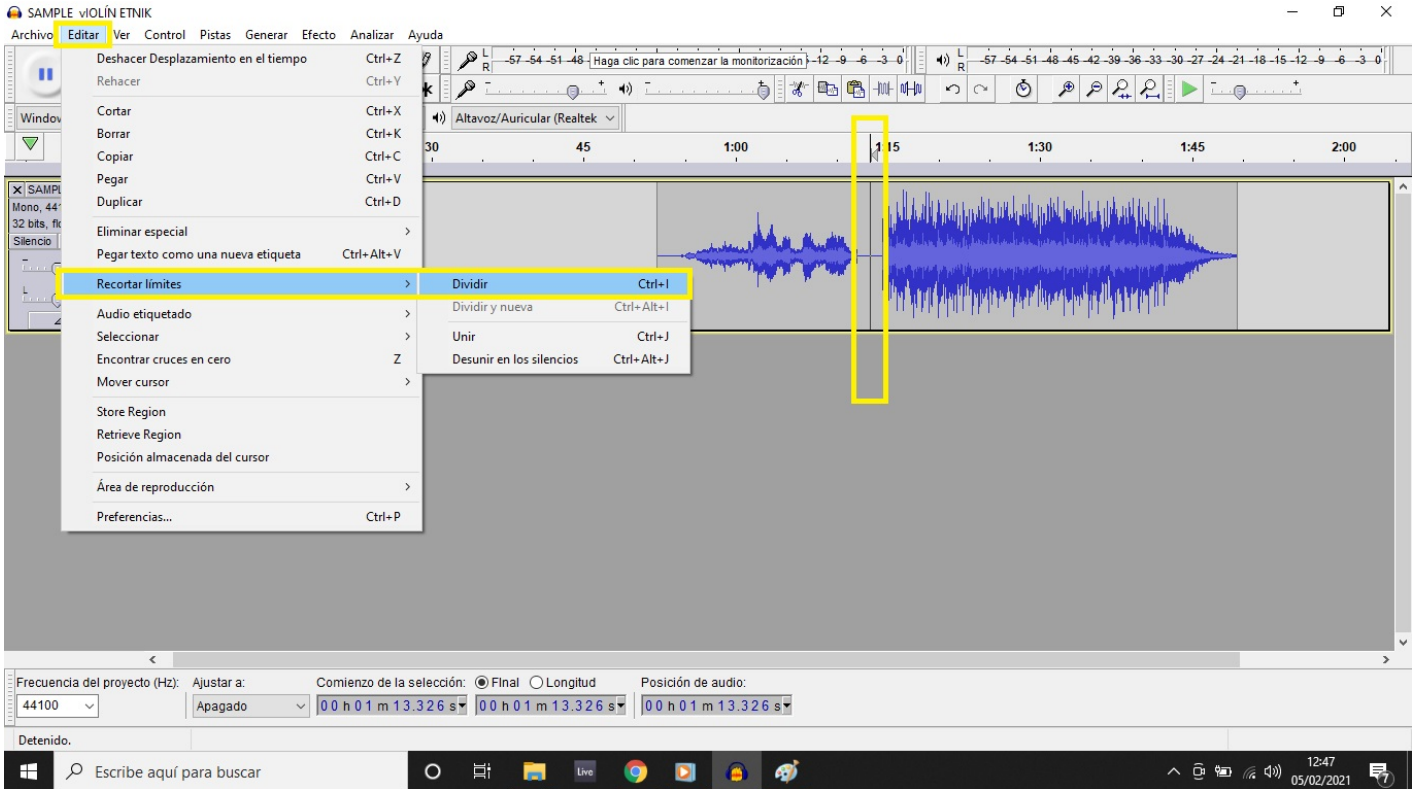 SAMPLE vIOLÍN ETNIK
Archivo Editar Ver Control Pistas Generar Efecto Analizar Ayuda
Deshacer Desplazamiento en el tiempo Ctrl+Z
Rehacer Ctrl+Y
Cortar Ctrl+X
Borrar Ctrl+K
Copiar Ctrl+C
Pegar Ctrl+V
Duplicar Ctrl+D
Eliminar especial >
Pegar texto como una nueva etiqueta Ctrl+Alt+V
Recortar límites >
Audio etiquetado >
Seleccionar >
Encontrar cruces en cero Z
Mover cursor >
Store Region
Retrieve Region
Posición almacenada del cursor
Área de reproducción >
Preferencias... Ctrl+P
Dividir Ctrl+I
Dividir y nueva Ctrl+Alt+I
Unir Ctrl+J
Desunir en los silencios Ctrl+Alt+J
L R -57 -54 -51 -48 Haga clic para comenzar la monitorización -12 -9 -6 -3 0
L R -57 -54 -51 -48 -45 -42 -39 -36 -33 -30 -27 -24 -21 -18 -15 -12 -9 -6 -3 0
Altavoz/Auricular (Realtek
30 45 1:00 1:15 1:30 1:45 2:00
Mono, 44
32 bits,
Silencio
L
Frecuencia del proyecto (Hz): Ajustar a: Comienzo de la selección: FInal Longitud Posición de audio:
44100 Apagado 00 h 01 m 13.326 s 00 h 01 m 13.326 s 00 h 01 m 13.326 s
Detenido.
Escribe aquí para buscar
Live
12:47
05/02/2021
7